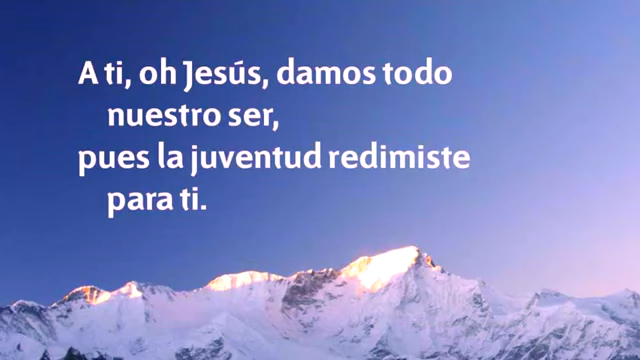 A ti, oh Jesús, damos todo
nuestro ser,
pues la juventud redimiste
para ti.